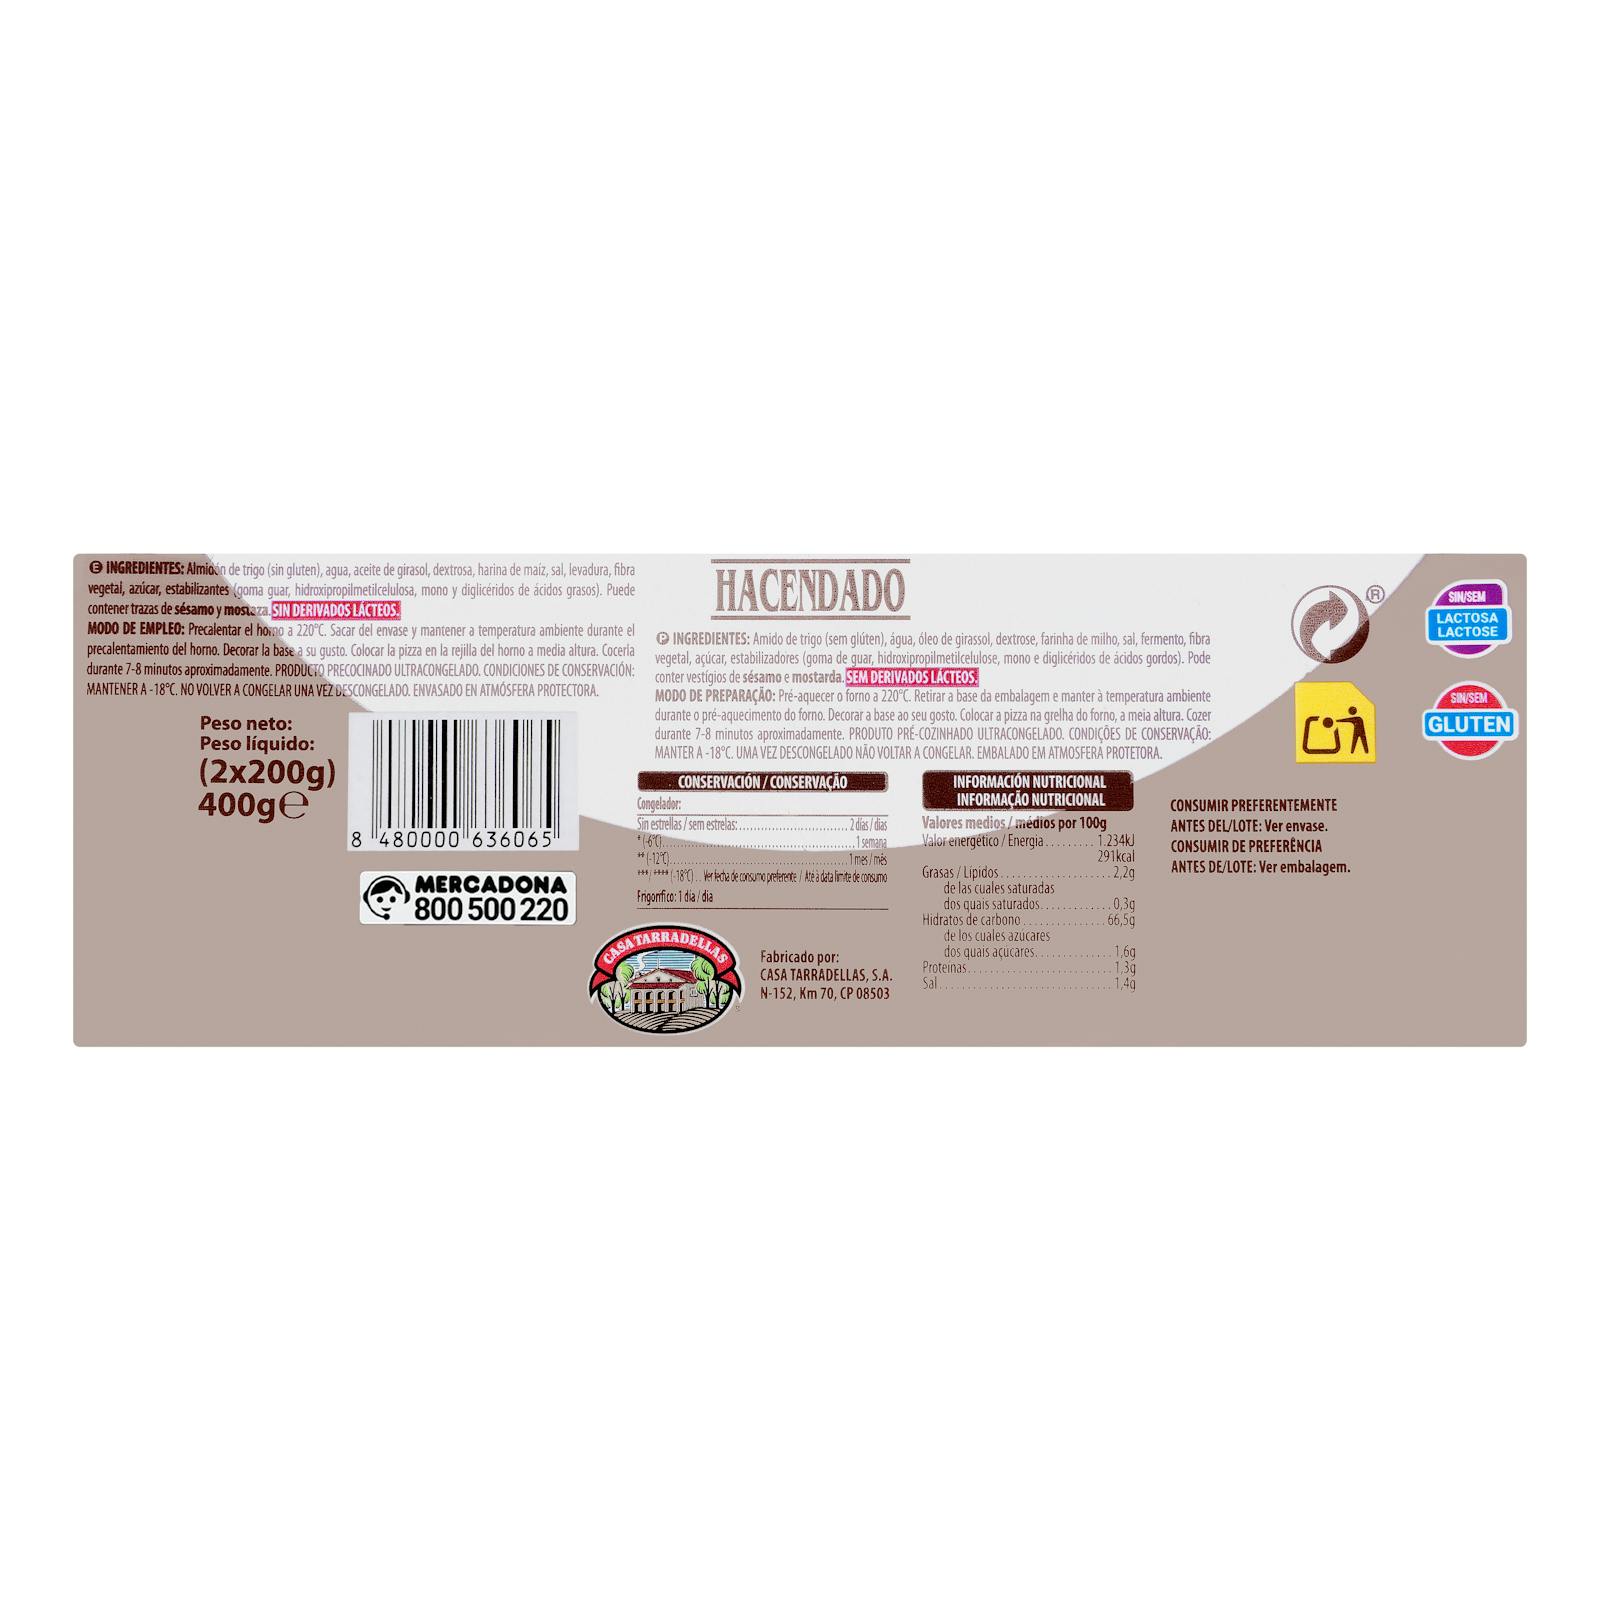 E INGREDIENTES: Almidón de trigo (sin gluten), agua, aceite de girasol, dextrosa, harina de maíz, sal, levadura, fibra
vegetal, azúcar, estabilizantes (goma guar, hidroxipropilmetilcelulosa, mono y diglicéridos de ácidos grasos). Puede
contener trazas de sésamo y mostaza. SIN DERIVADOS LÁCTEOS.
MODO DE EMPLEO: Precalentar el horno a 220°C. Sacar del envase y mantener a temperatura ambiente durante el
precalentamiento del horno. Decorar la base a su gusto. Colocar la pizza en la rejilla del horno a media altura. Cocerla
durante 7-8 minutos aproximadamente. PRODUCTO PRECOCINADO ULTRACONGELADO. CONDICIONES DE CONSERVACIÓN:
MANTENER A -18°C. NO VOLVER A CONGELAR UNA VEZ DESCONGELADO. ENVASADO EN ATMÓSFERA PROTECTORA.
Peso neto:
Peso líquido:
(2x200g)
400g℮
8 480000 636065
MERCADONA
800 500 220
HACENDADO
P INGREDIENTES: Amido de trigo (sem glúten), água, óleo de girassol, dextrose, farinha de milho, sal, fermento, fibra
vegetal, açúcar, estabilizadores (goma de guar, hidroxipropilmetilcelulose, mono e diglicéridos de ácidos gordos). Pode
conter vestígios de sésamo e mostarda. SEM DERIVADOS LÁCTEOS.
MODO DE PREPARAÇÃO: Pré-aquecer o forno a 220°C. Retirar a base da embalagem e manter à temperatura ambiente
durante o pré-aquecimento do forno. Decorar a base ao seu gosto. Colocar a pizza na grelha do forno, a meia altura. Cozer
durante 7-8 minutos aproximadamente. PRODUTO PRÉ-COZINHADO ULTRACONGELADO. CONDIÇÕES DE CONSERVAÇÃO:
MANTER A -18°C. UMA VEZ DESCONGELADO NÃO VOLTAR A CONGELAR. EMBALADO EM ATMOSFERA PROTETORA.
CONSERVACIÓN / CONSERVAÇÃO
Congelador:
Sin estrellas / sem estrelas: 2 días / dias
* (-6°C) 1 semana
** (-12°C) 1 mes / mês
*** / **** (-18°C) .. Ver fecha de consumo preferente / Até à data limite de consumo
Frigorífico: 1 día / dia
CASA TARRADELLAS
Fabricado por:
CASA TARRADELLAS, S.A.
N-152, Km 70, CP 08503
INFORMACIÓN NUTRICIONAL
INFORMAÇÃO NUTRICIONAL
Valores medios / médios por 100g
Valor energético / Energia 1.234kJ
291kcal
Grasas / Lípidos 2,2g
de las cuales saturadas
dos quais saturados 0,3g
Hidratos de carbono 66,5g
de los cuales azúcares
dos quais açúcares 1,6g
Proteínas 1,3g
Sal 1,4g
CONSUMIR PREFERENTEMENTE
ANTES DEL/LOTE: Ver envase.
CONSUMIR DE PREFERÊNCIA
ANTES DE/LOTE: Ver embalagem.
®
SIN/SEM
LACTOSA
LACTOSE
SIN/SEM
GLUTEN